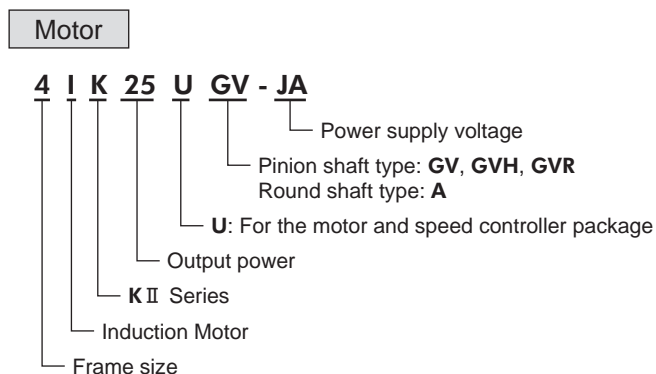 Motor
4 I K 25 U GV - JA
Power supply voltage
Pinion shaft type: GV, GVH, GVR
Round shaft type: A
U: For the motor and speed controller package
Output power
KⅡ Series
Induction Motor
Frame size